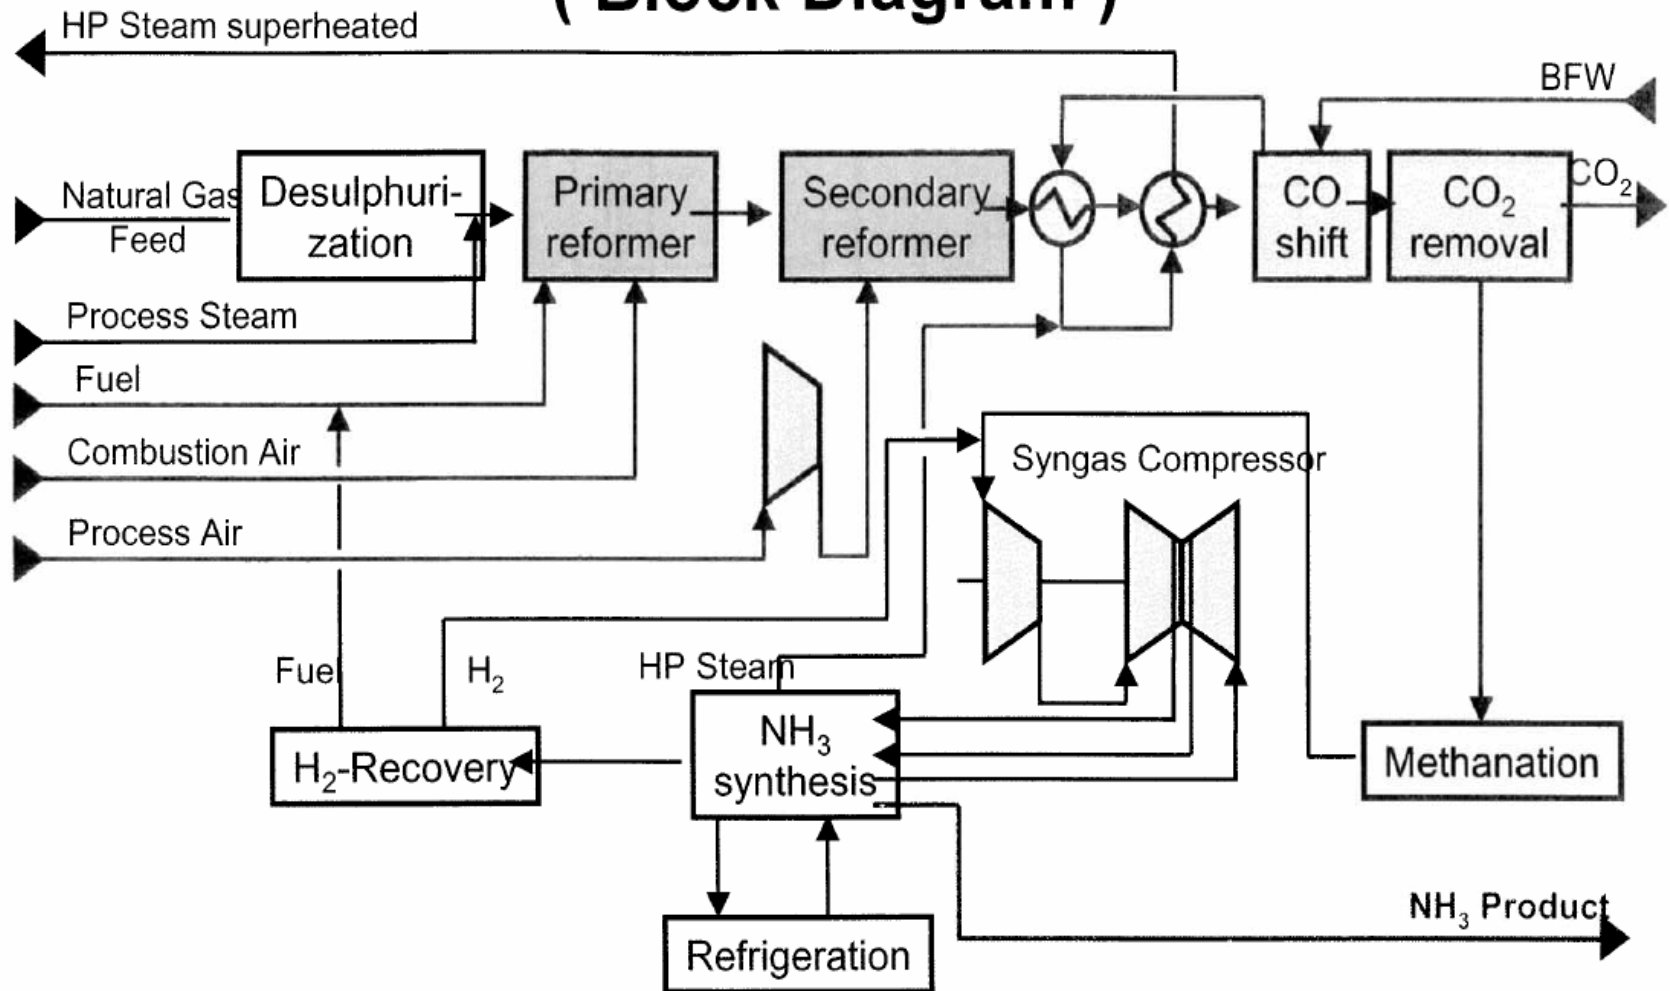 ( Block Diagram )
HP Steam superheated
BFW
Natural Gas
Feed
Desulphuri-
zation
Primary
reformer
Secondary
reformer
CO
shift
CO₂
removal
CO₂
Process Steam
Fuel
Combustion Air
Process Air
Syngas Compressor
Fuel
H₂
HP Steam
NH₃
synthesis
H₂-Recovery
Methanation
Refrigeration
NH₃ Product